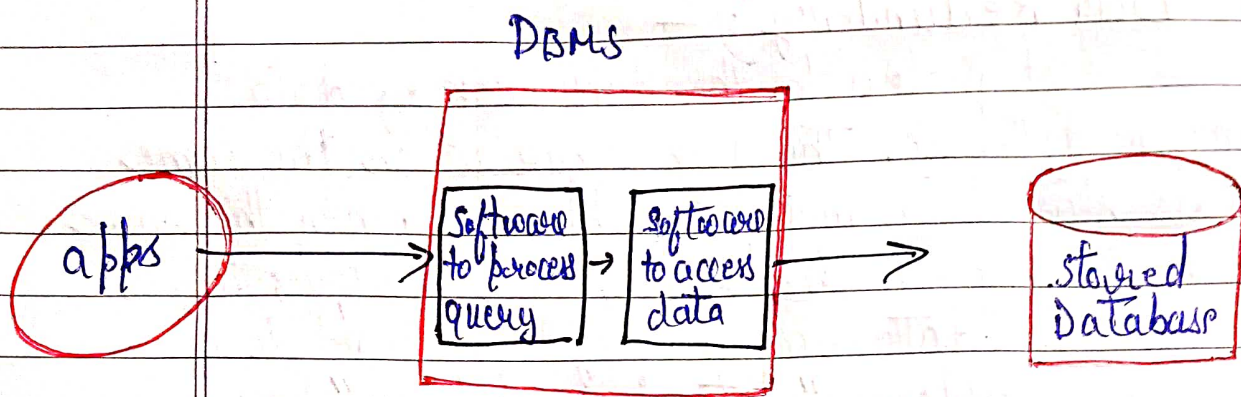 DBMS
apps
software
to process
query
software
to access
data
stored
Database